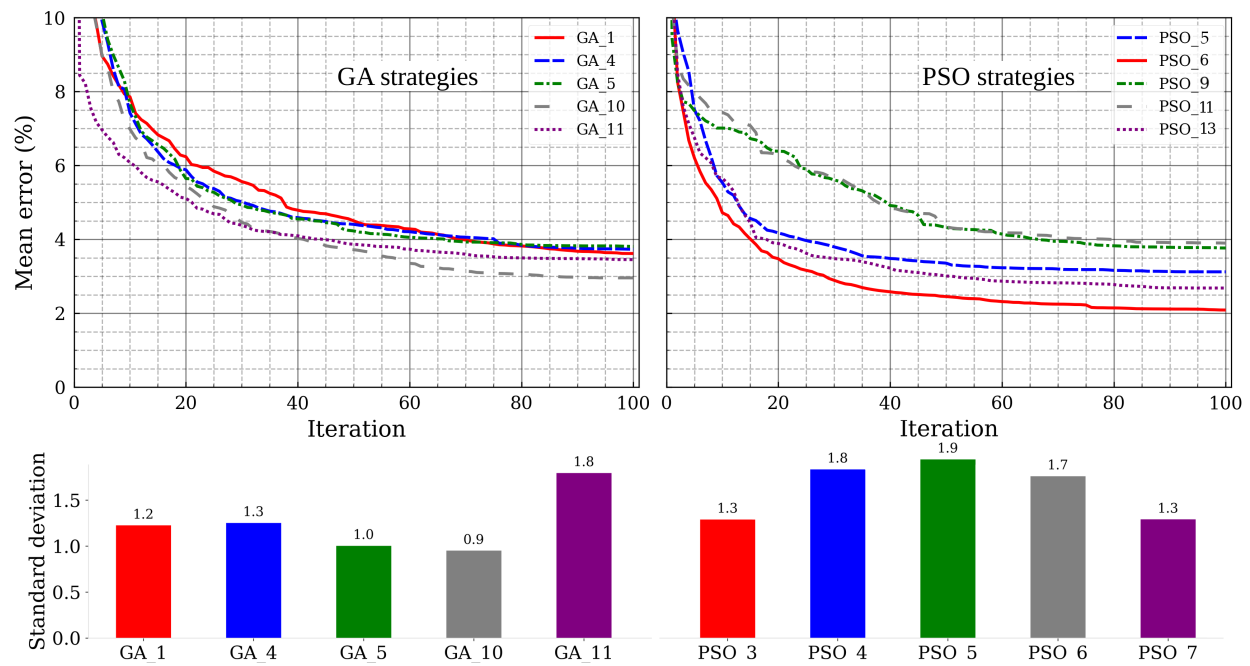 10
8
6
4
2
0
Mean error (%)
GA strategies
GA_1
GA_4
GA_5
GA_10
GA_11
0 20 40 60 80 100
Iteration
PSO strategies
PSO_5
PSO_6
PSO_9
PSO_11
PSO_13
0 20 40 60 80 100
Iteration
Standard deviation
1.5
1.0
0.5
0.0
1.2 1.3 1.0 0.9 1.8
GA_1 GA_4 GA_5 GA_10 GA_11
1.3 1.8 1.9 1.7 1.3
PSO_3 PSO_4 PSO_5 PSO_6 PSO_7